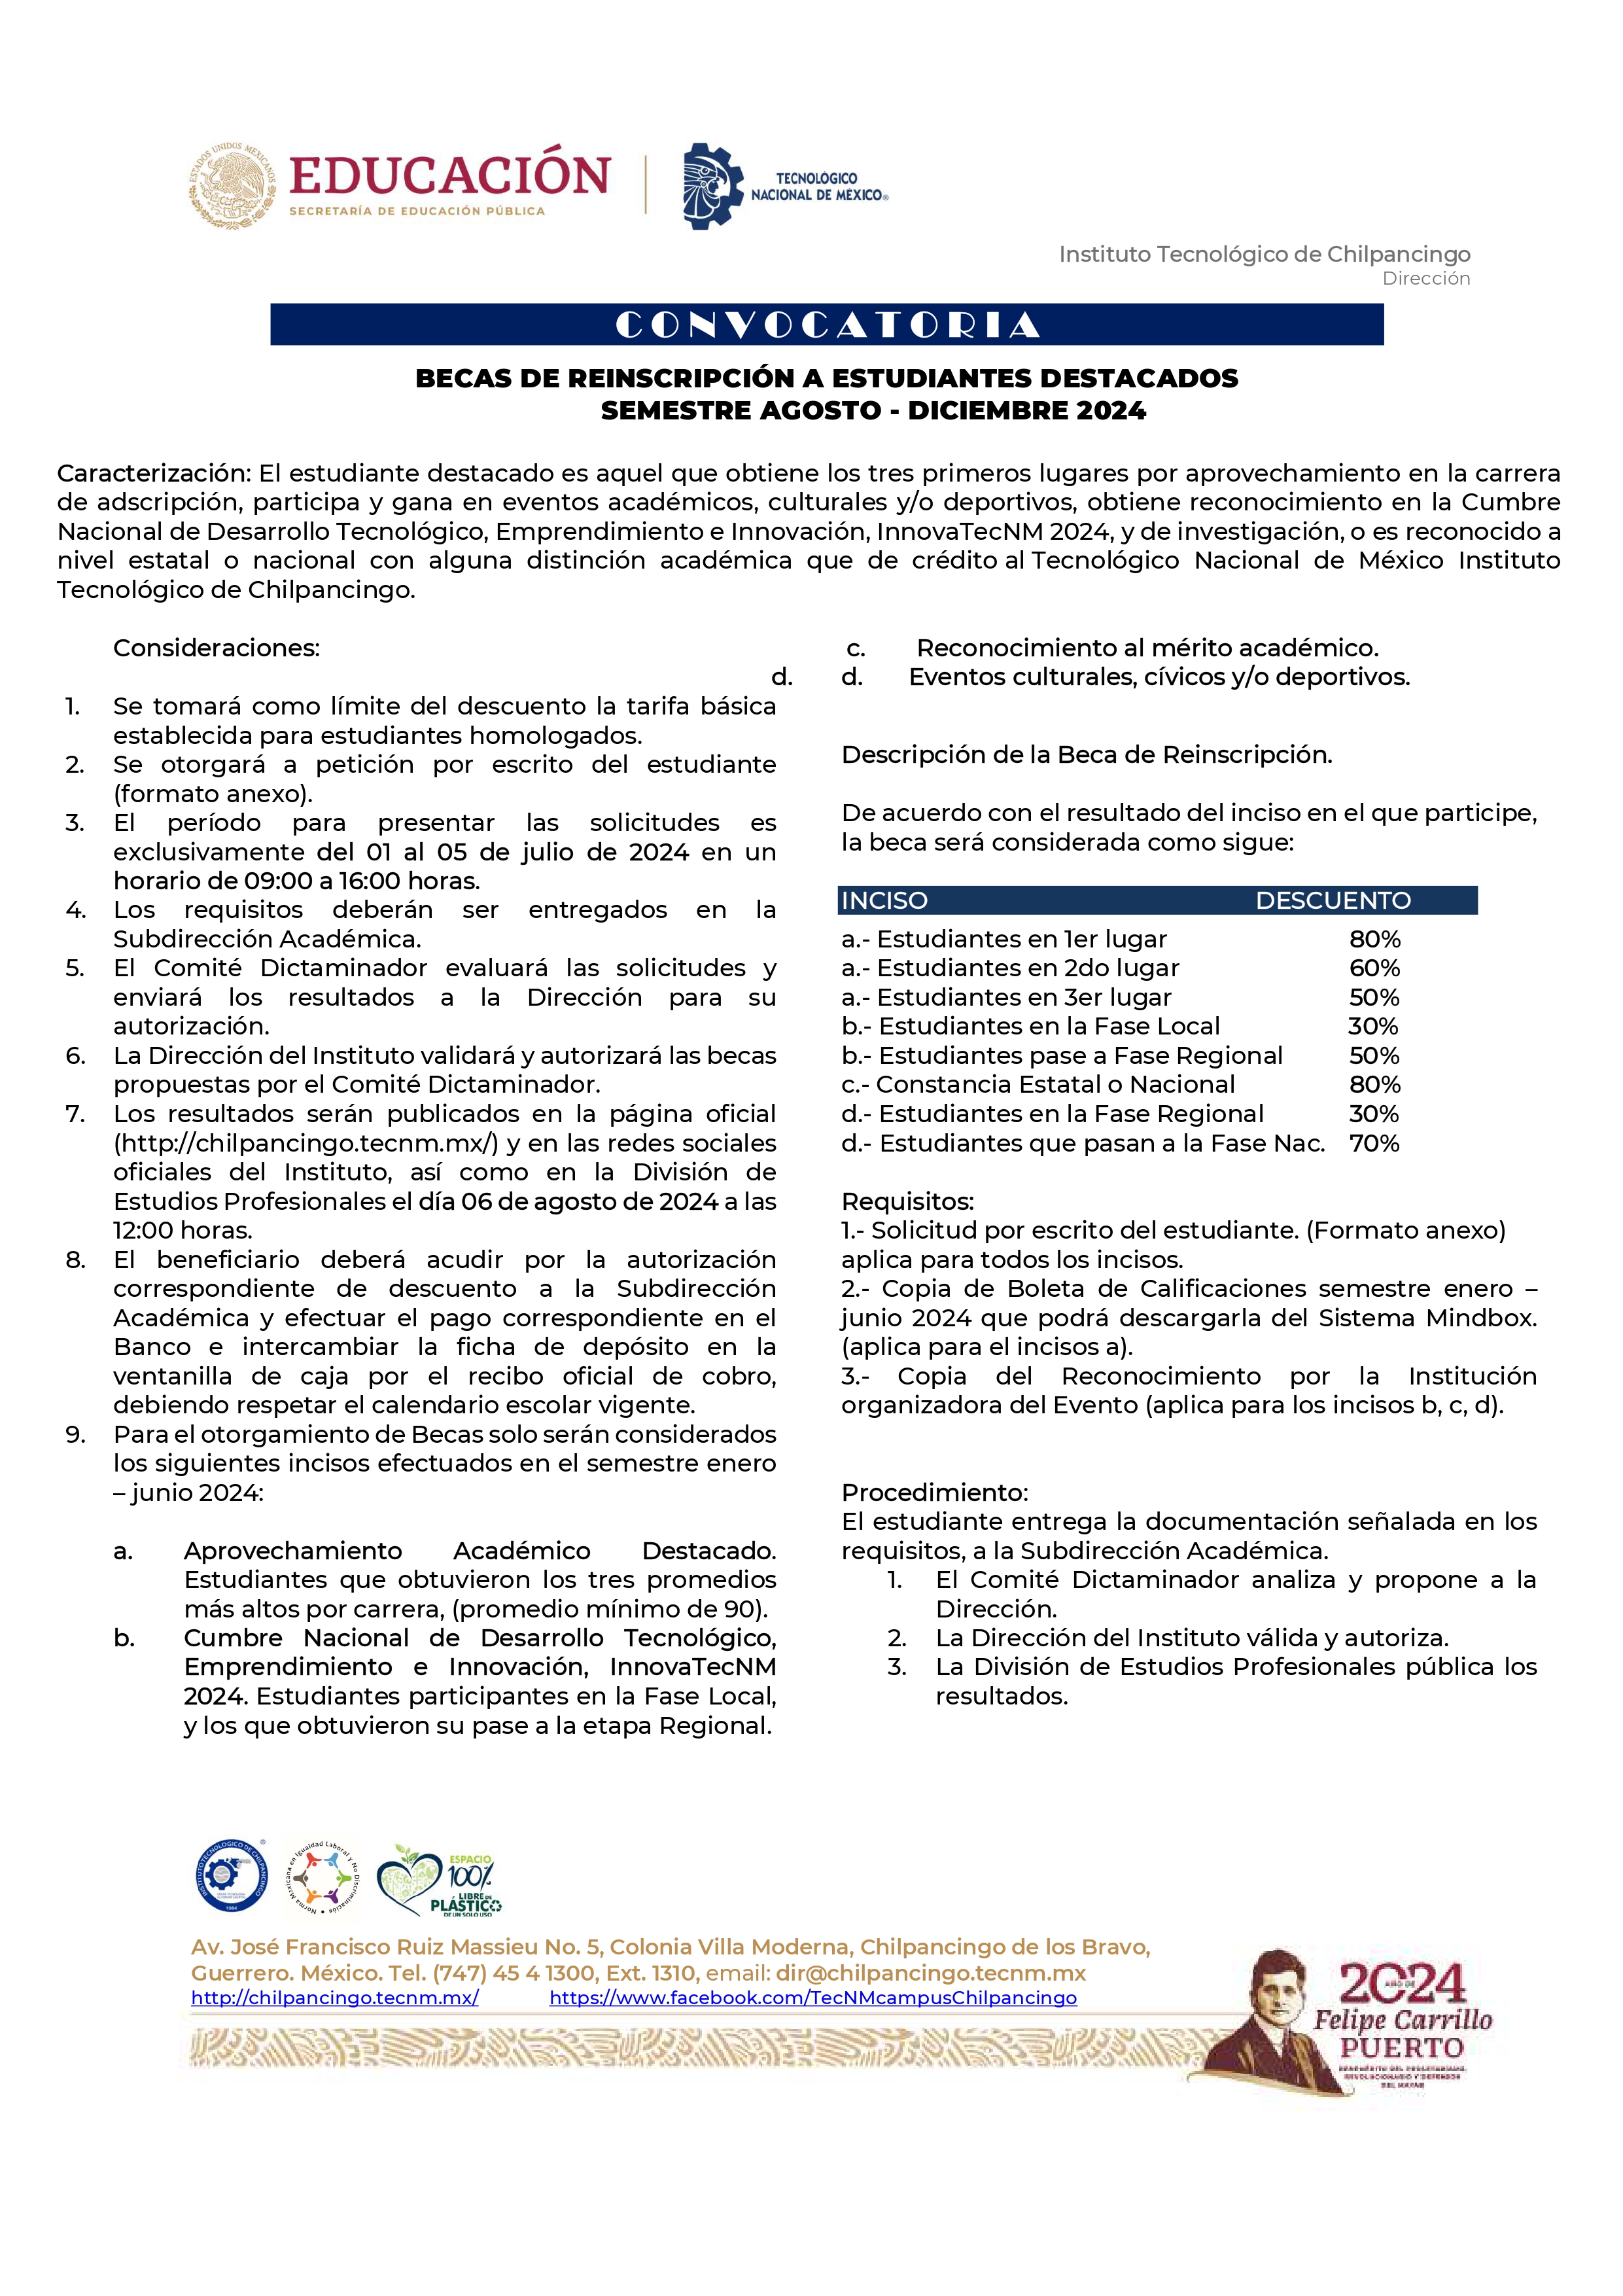 ESTADOS UNIDOS MEXICANOS
EDUCACIÓN
SECRETARÍA DE EDUCACIÓN PÚBLICA
TECNOLÓGICO
NACIONAL DE MÉXICO®
Instituto Tecnológico de Chilpancingo
Dirección
CONVOCATORIA
BECAS DE REINSCRIPCIÓN A ESTUDIANTES DESTACADOS
SEMESTRE AGOSTO - DICIEMBRE 2024
Caracterización: El estudiante destacado es aquel que obtiene los tres primeros lugares por aprovechamiento en la carrera
de adscripción, participa y gana en eventos académicos, culturales y/o deportivos, obtiene reconocimiento en la Cumbre
Nacional de Desarrollo Tecnológico, Emprendimiento e Innovación, InnovaTecNM 2024, y de investigación, o es reconocido a
nivel estatal o nacional con alguna distinción académica que de crédito al Tecnológico Nacional de México Instituto
Tecnológico de Chilpancingo.
Consideraciones:
1. Se tomará como límite del descuento la tarifa básica
establecida para estudiantes homologados.
2. Se otorgará a petición por escrito del estudiante
(formato anexo).
3. El período para presentar las solicitudes es
exclusivamente del 01 al 05 de julio de 2024 en un
horario de 09:00 a 16:00 horas.
4. Los requisitos deberán ser entregados en la
Subdirección Académica.
5. El Comité Dictaminador evaluará las solicitudes y
enviará los resultados a la Dirección para su
autorización.
6. La Dirección del Instituto validará y autorizará las becas
propuestas por el Comité Dictaminador.
7. Los resultados serán publicados en la página oficial
(http://chilpancingo.tecnm.mx/) y en las redes sociales
oficiales del Instituto, así como en la División de
Estudios Profesionales el día 06 de agosto de 2024 a las
12:00 horas.
8. El beneficiario deberá acudir por la autorización
correspondiente de descuento a la Subdirección
Académica y efectuar el pago correspondiente en el
Banco e intercambiar la ficha de depósito en la
ventanilla de caja por el recibo oficial de cobro,
debiendo respetar el calendario escolar vigente.
9. Para el otorgamiento de Becas solo serán considerados
los siguientes incisos efectuados en el semestre enero
– junio 2024:
a. Aprovechamiento Académico Destacado.
Estudiantes que obtuvieron los tres promedios
más altos por carrera, (promedio mínimo de 90).
b. Cumbre Nacional de Desarrollo Tecnológico,
Emprendimiento e Innovación, InnovaTecNM
2024. Estudiantes participantes en la Fase Local,
y los que obtuvieron su pase a la etapa Regional.
c. Reconocimiento al mérito académico.
d. d. Eventos culturales, cívicos y/o deportivos.
Descripción de la Beca de Reinscripción.
De acuerdo con el resultado del inciso en el que participe,
la beca será considerada como sigue:
INCISO DESCUENTO
a.- Estudiantes en 1er lugar 80%
a.- Estudiantes en 2do lugar 60%
a.- Estudiantes en 3er lugar 50%
b.- Estudiantes en la Fase Local 30%
b.- Estudiantes pase a Fase Regional 50%
c.- Constancia Estatal o Nacional 80%
d.- Estudiantes en la Fase Regional 30%
d.- Estudiantes que pasan a la Fase Nac. 70%
Requisitos:
1.- Solicitud por escrito del estudiante. (Formato anexo)
aplica para todos los incisos.
2.- Copia de Boleta de Calificaciones semestre enero –
junio 2024 que podrá descargarla del Sistema Mindbox.
(aplica para el incisos a).
3.- Copia del Reconocimiento por la Institución
organizadora del Evento (aplica para los incisos b, c, d).
Procedimiento:
El estudiante entrega la documentación señalada en los
requisitos, a la Subdirección Académica.
1. El Comité Dictaminador analiza y propone a la
Dirección.
2. La Dirección del Instituto válida y autoriza.
3. La División de Estudios Profesionales pública los
resultados.
INSTITUTO TECNOLOGICO DE CHILPANCINGO
1984
®
Norma Mexicana en Igualdad Laboral y No Discriminación
ESPACIO
100%
LIBRE DE
PLÁSTICO
DE UN SOLO USO
Av. José Francisco Ruiz Massieu No. 5, Colonia Villa Moderna, Chilpancingo de los Bravo,
Guerrero. México. Tel. (747) 45 4 1300, Ext. 1310, email: dir@chilpancingo.tecnm.mx
http://chilpancingo.tecnm.mx/ https://www.facebook.com/TecNMcampusChilpancingo
2024
AÑO DE
Felipe Carrillo
PUERTO
BENEMÉRITO DEL PROLETARIADO,
REVOLUCIONARIO Y DEFENSOR
DEL MAYAB